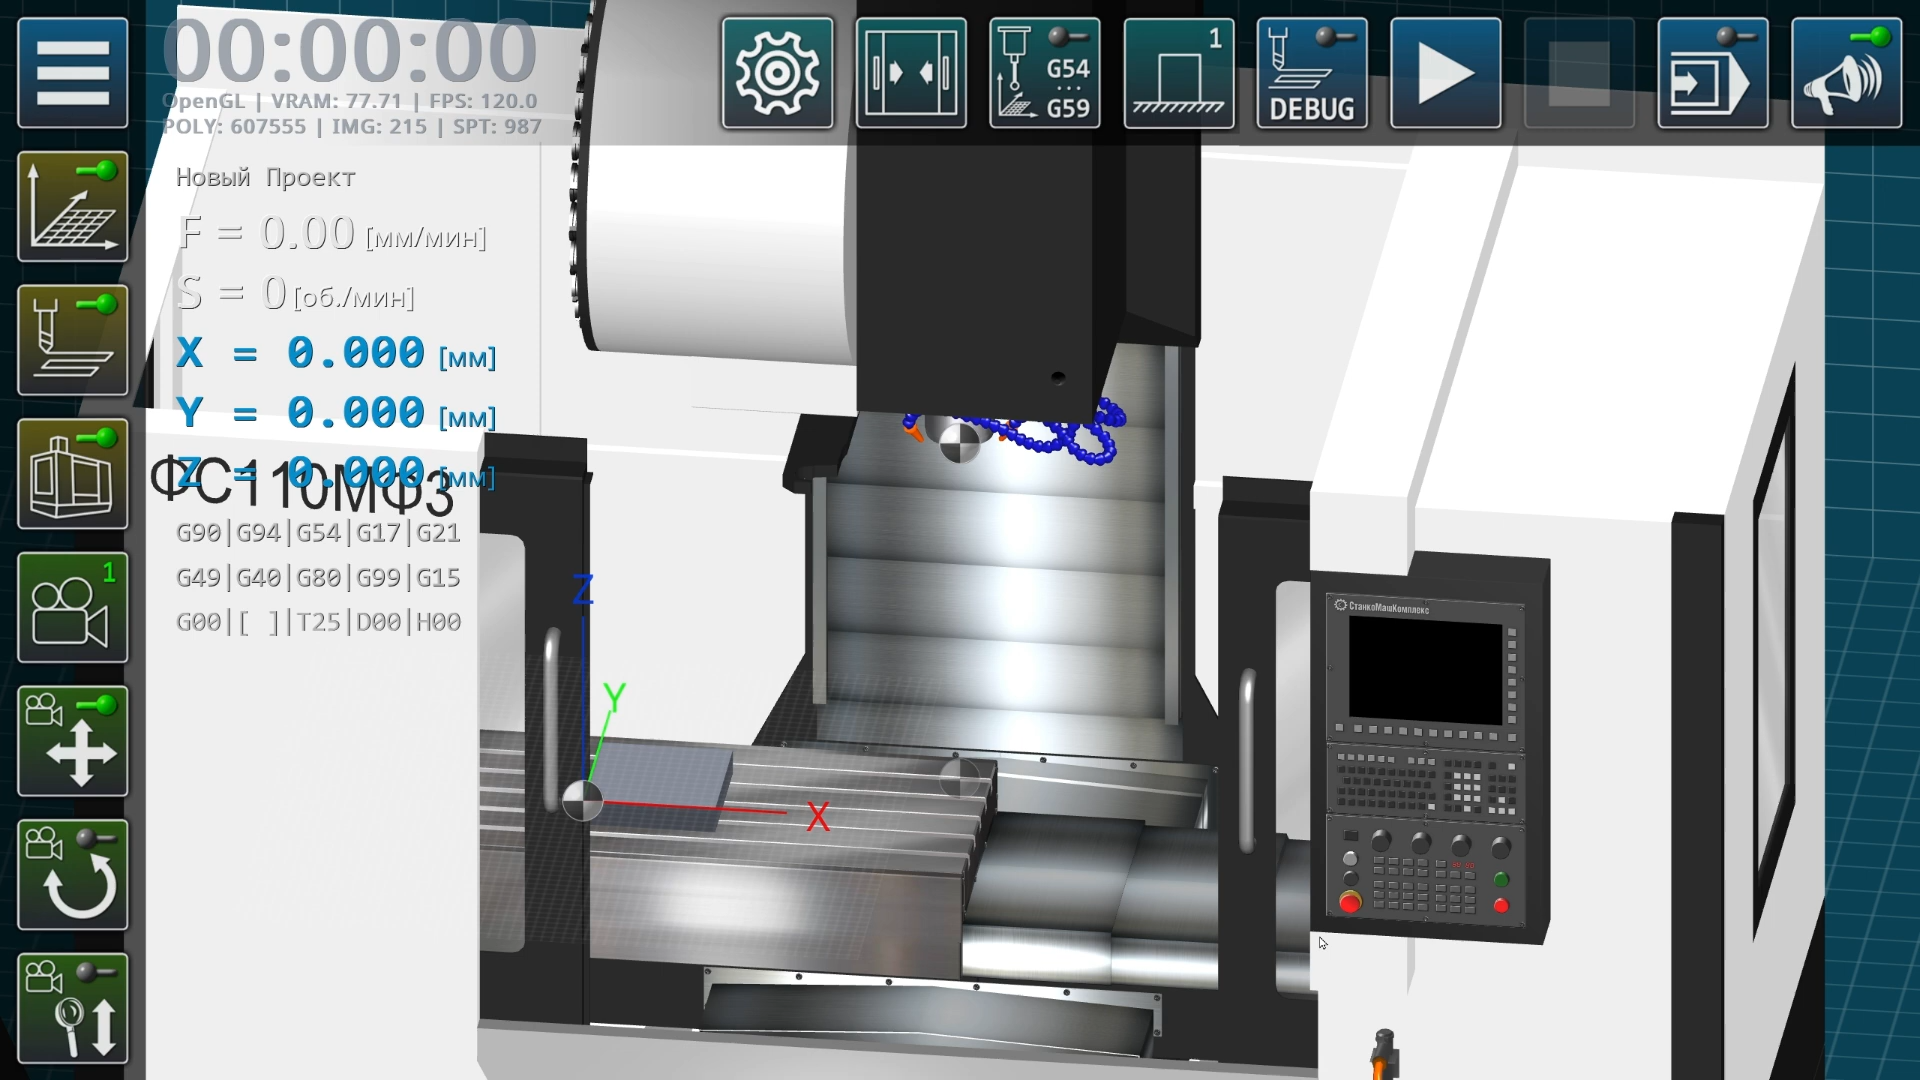 00:00:00
OpenGL | VRAM: 77.71 | FPS: 120.0
POLY: 607555 | IMG: 215 | SPT: 987
G54
...
G59
1
DEBUG
Новый Проект
F = 0.00 [мм/мин]
S = 0 [об./мин]
X = 0.000 [мм]
Y = 0.000 [мм]
Z = 0.000 [мм]
ФС110МФ3
G90|G94|G54|G17|G21
G49|G40|G80|G99|G15
G00|[ ]|T25|D00|H00
1
Z
Y
X
СтанкоМашКомплекс